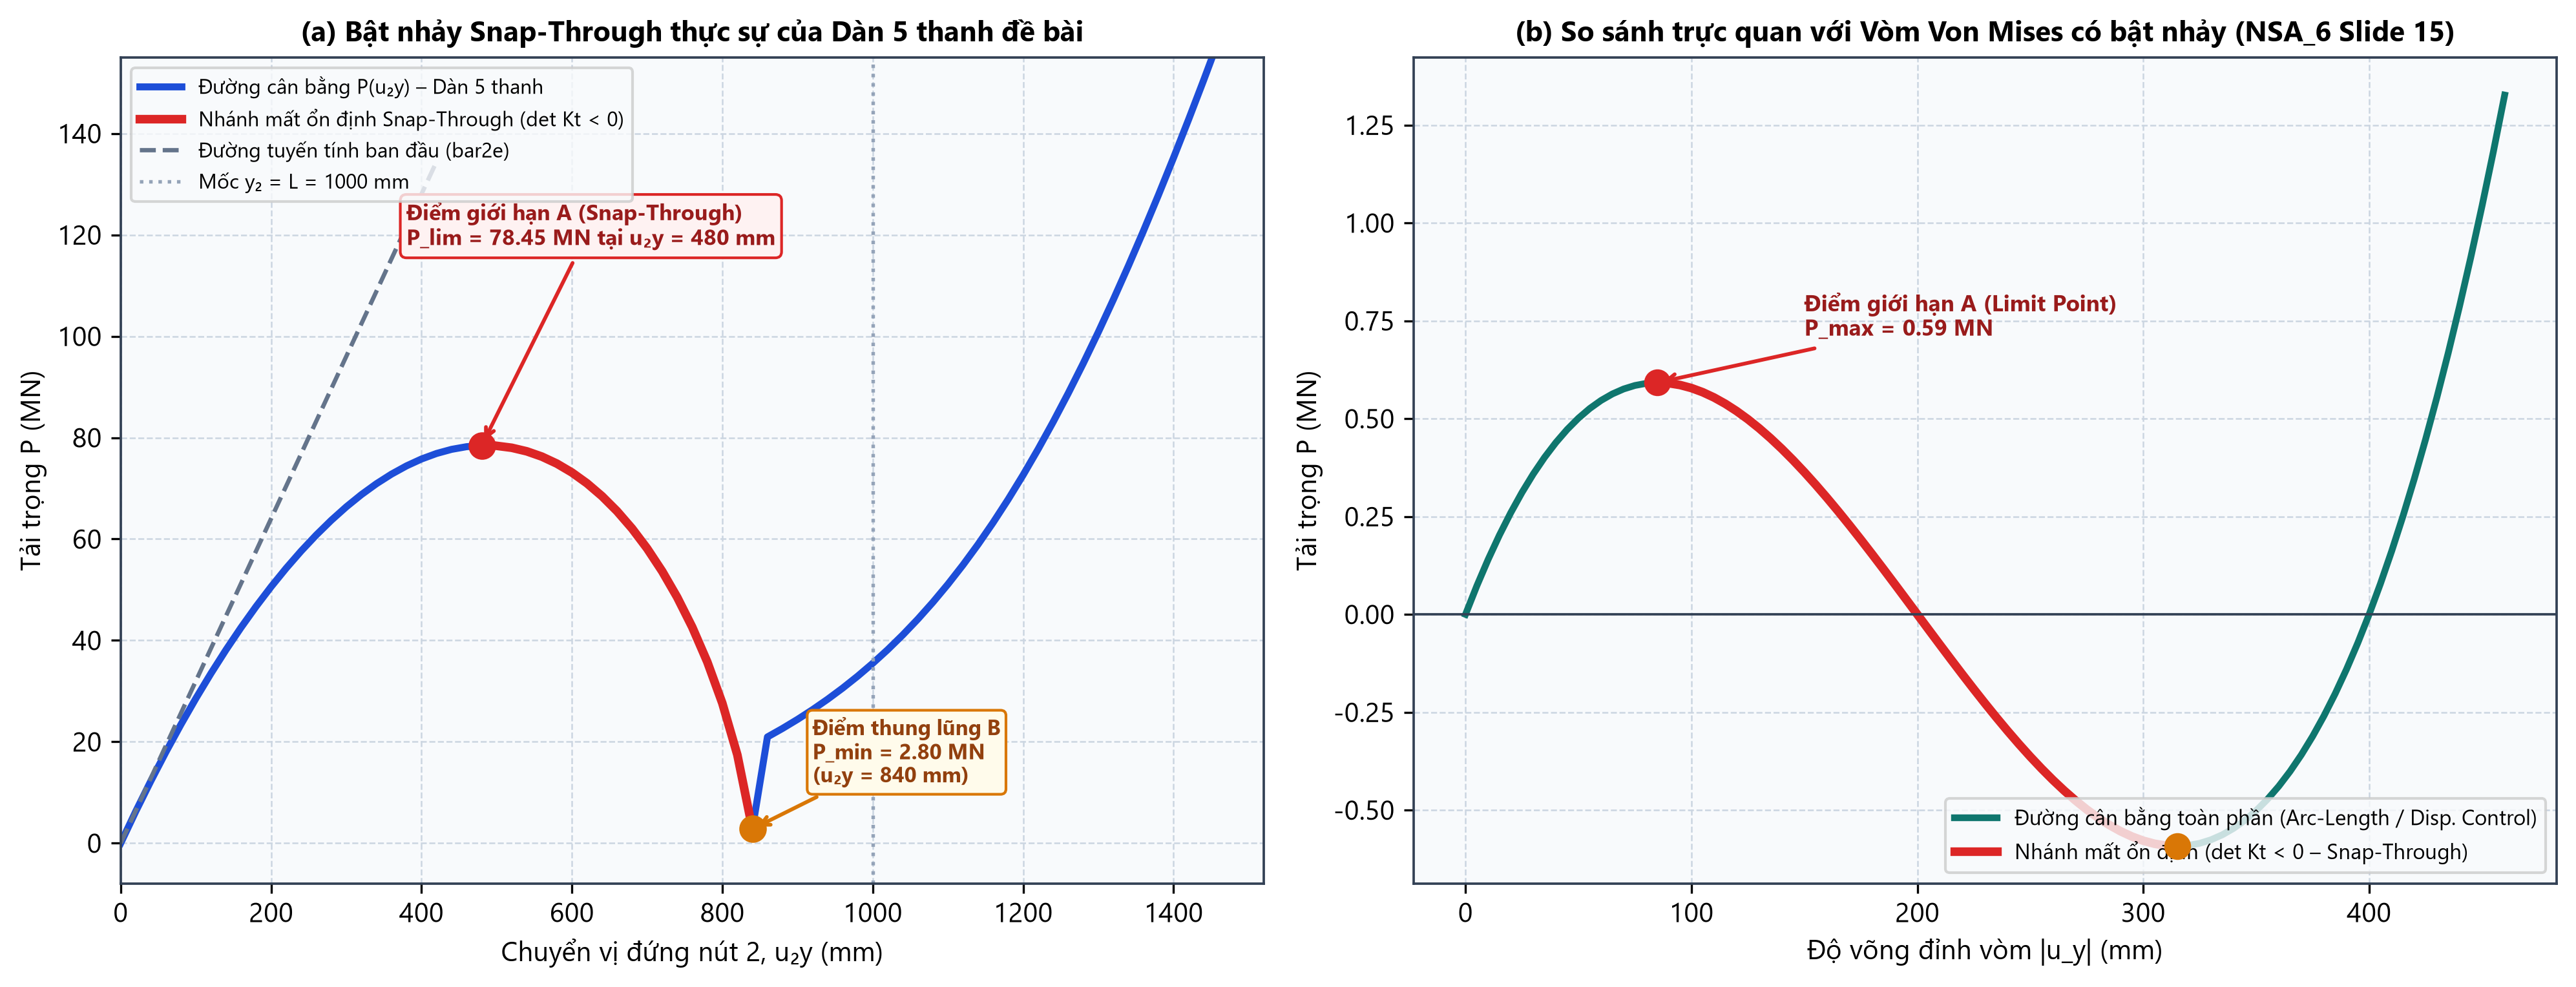 (a) Bật nhảy Snap-Through thực sự của Dàn 5 thanh đề bài
Đường cân bằng P(u₂y) – Dàn 5 thanh
Nhánh mất ổn định Snap-Through (det Kt < 0)
Đường tuyến tính ban đầu (bar2e)
Mốc y₂ = L = 1000 mm
Điểm giới hạn A (Snap-Through)
P_lim = 78.45 MN tại u₂y = 480 mm
Điểm thung lũng B
P_min = 2.80 MN
(u₂y = 840 mm)
Tải trọng P (MN)
140
120
100
80
60
40
20
0
0 200 400 600 800 1000 1200 1400
Chuyển vị đứng nút 2, u₂y (mm)
(b) So sánh trực quan với Vòm Von Mises có bật nhảy (NSA_6 Slide 15)
Điểm giới hạn A (Limit Point)
P_max = 0.59 MN
Đường cân bằng toàn phần (Arc-Length / Disp. Control)
Nhánh mất ổn định (det Kt < 0 – Snap-Through)
Tải trọng P (MN)
1.25
1.00
0.75
0.50
0.25
0.00
-0.25
-0.50
0 100 200 300 400
Độ võng đỉnh vòm |u_y| (mm)